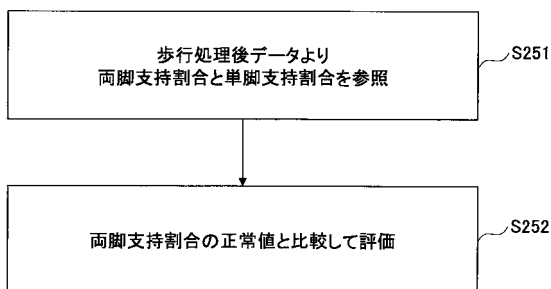 歩行処理後データより
両脚支持割合と単脚支持割合を参照
S251
両脚支持割合の正常値と比較して評価
S252